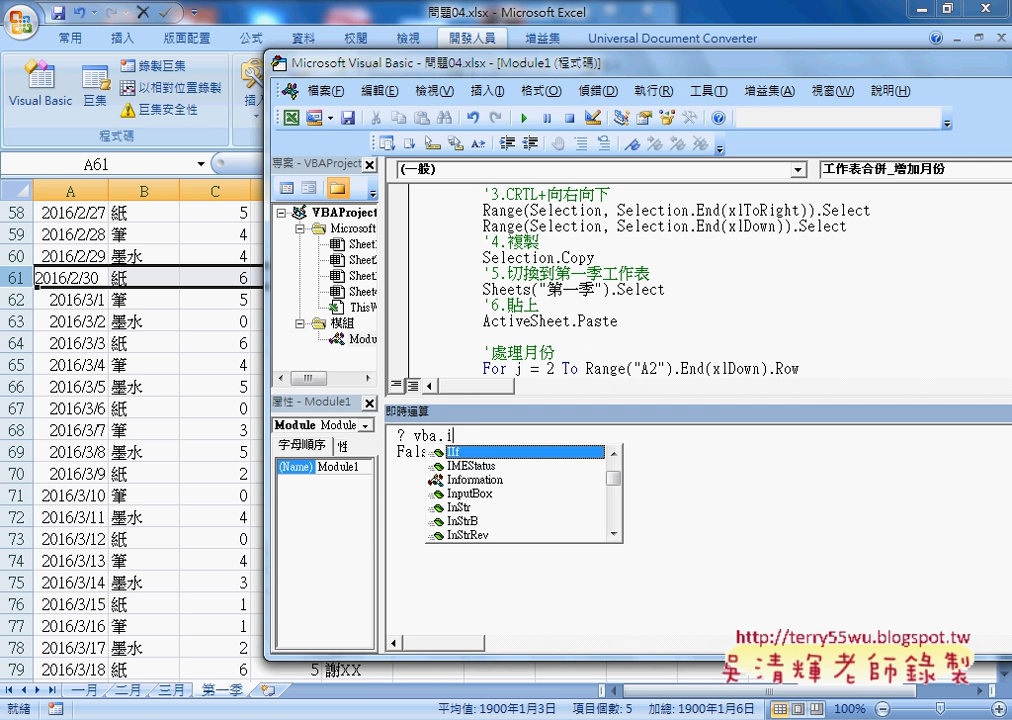 問題04.xlsx - Microsoft Excel
常用 插入 版面配置 公式 資料 校閱 檢視 開發人員 增益集 Universal Document Converter
Visual Basic
巨集
錄製巨集
以相對位置錄製
巨集安全性
程式碼
插入
A61
A B C
58 2016/2/27 紙 5
59 2016/2/28 筆 4
60 2016/2/29 墨水 4
61 2016/2/30 紙 6
62 2016/3/1 筆 5
63 2016/3/2 墨水 0
64 2016/3/3 紙 6
65 2016/3/4 筆 4
66 2016/3/5 墨水 5
67 2016/3/6 紙 0
68 2016/3/7 筆 3
69 2016/3/8 墨水 5
70 2016/3/9 紙 2
71 2016/3/10 筆 0
72 2016/3/11 墨水 4
73 2016/3/12 紙 0
74 2016/3/13 筆 4
75 2016/3/14 墨水 3
76 2016/3/15 紙 1
77 2016/3/16 筆 1
78 2016/3/17 墨水 2
79 2016/3/18 紙 6 5 謝XX
一月 二月 三月 第一季
就緒
平均值: 1900年1月3日 項目個數: 5 加總: 1900年1月6日 100%
Microsoft Visual Basic - 問題04.xlsx - [Module1 (程式碼)]
檔案(F) 編輯(E) 檢視(V) 插入(I) 格式(O) 偵錯(D) 執行(R) 工具(T) 增益集(A) 視窗(W) 說明(H)
專案 - VBAProject
VBAProject
Microsoft
Sheet
Sheet
Sheet
Sheet
ThisW
模組
Modu
屬性 - Module1
Module1 Module
字母順序 性
(Name) Module1
(一般)
工作表合併_增加月份
'3.CRTL+向右向下
Range(Selection, Selection.End(xlToRight)).Select
Range(Selection, Selection.End(xlDown)).Select
'4.複製
Selection.Copy
'5.切換到第一季工作表
Sheets("第一季").Select
'6.貼上
ActiveSheet.Paste
'處理月份
For j = 2 To Range("A2").End(xlDown).Row
即時運算
? vba.i
Fals
IIf
IMEStatus
Information
InputBox
InStr
InStrB
InStrRev
http://terry55wu.blogspot.tw
吳清輝老師錄製